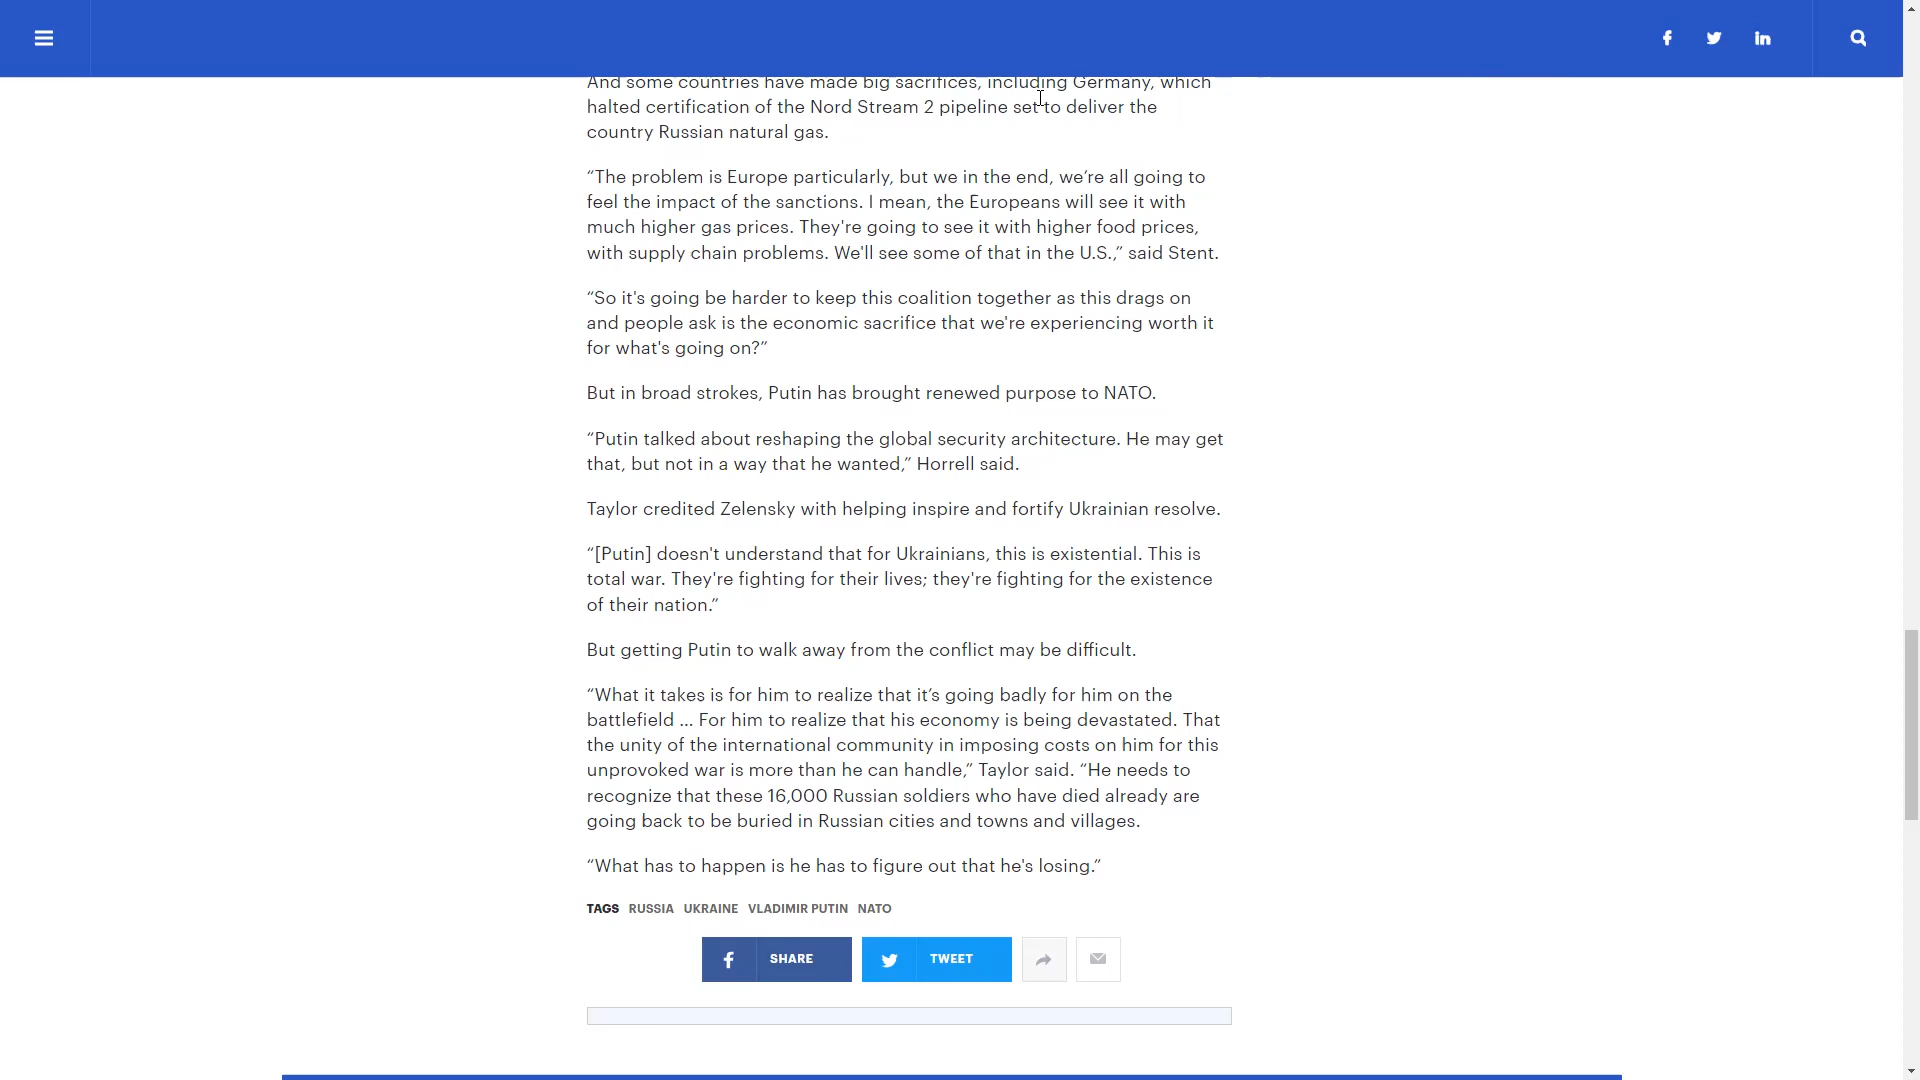 And some countries have made big sacrifices, including Germany, which
halted certification of the Nord Stream 2 pipeline set to deliver the
country Russian natural gas.
“The problem is Europe particularly, but we in the end, we’re all going to
feel the impact of the sanctions. I mean, the Europeans will see it with
much higher gas prices. They're going to see it with higher food prices,
with supply chain problems. We'll see some of that in the U.S.,” said Stent.
“So it's going be harder to keep this coalition together as this drags on
and people ask is the economic sacrifice that we're experiencing worth it
for what's going on?”
But in broad strokes, Putin has brought renewed purpose to NATO.
“Putin talked about reshaping the global security architecture. He may get
that, but not in a way that he wanted,” Horrell said.
Taylor credited Zelensky with helping inspire and fortify Ukrainian resolve.
“[Putin] doesn't understand that for Ukrainians, this is existential. This is
total war. They're fighting for their lives; they're fighting for the existence
of their nation.”
But getting Putin to walk away from the conflict may be difficult.
“What it takes is for him to realize that it’s going badly for him on the
battlefield ... For him to realize that his economy is being devastated. That
the unity of the international community in imposing costs on him for this
unprovoked war is more than he can handle,” Taylor said. “He needs to
recognize that these 16,000 Russian soldiers who have died already are
going back to be buried in Russian cities and towns and villages.
“What has to happen is he has to figure out that he's losing.”
TAGS RUSSIA UKRAINE VLADIMIR PUTIN NATO
SHARE TWEET